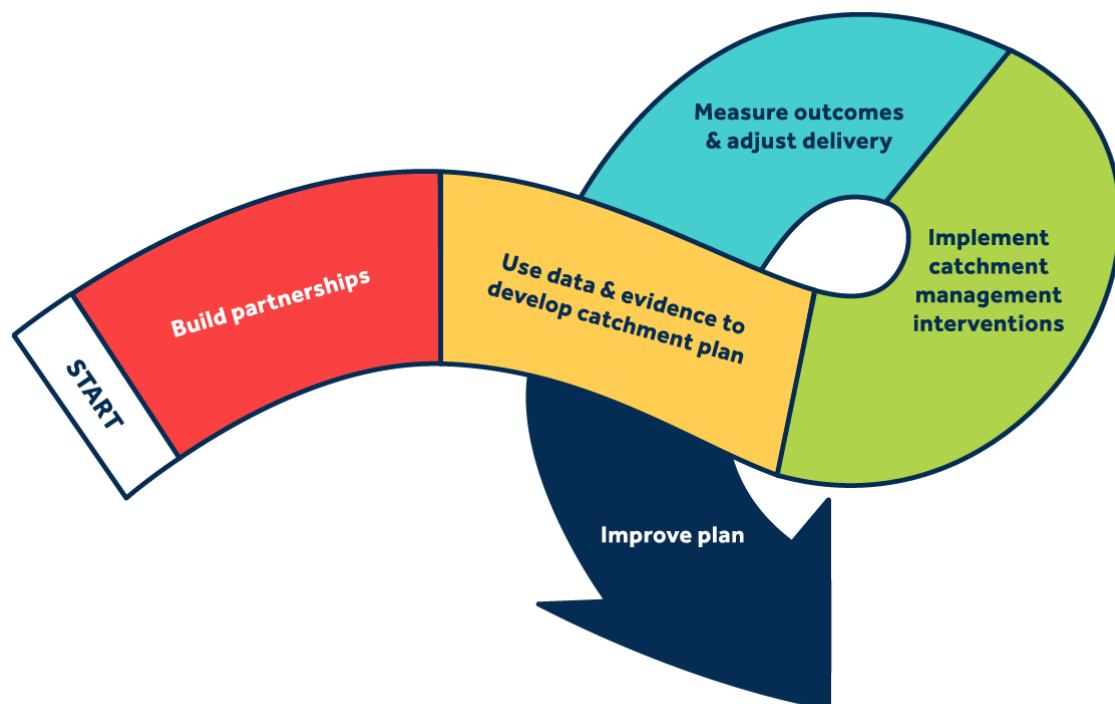 START
Build partnerships
Use data & evidence to
develop catchment plan
Implement
catchment
management
interventions
Measure outcomes
& adjust delivery
Improve plan